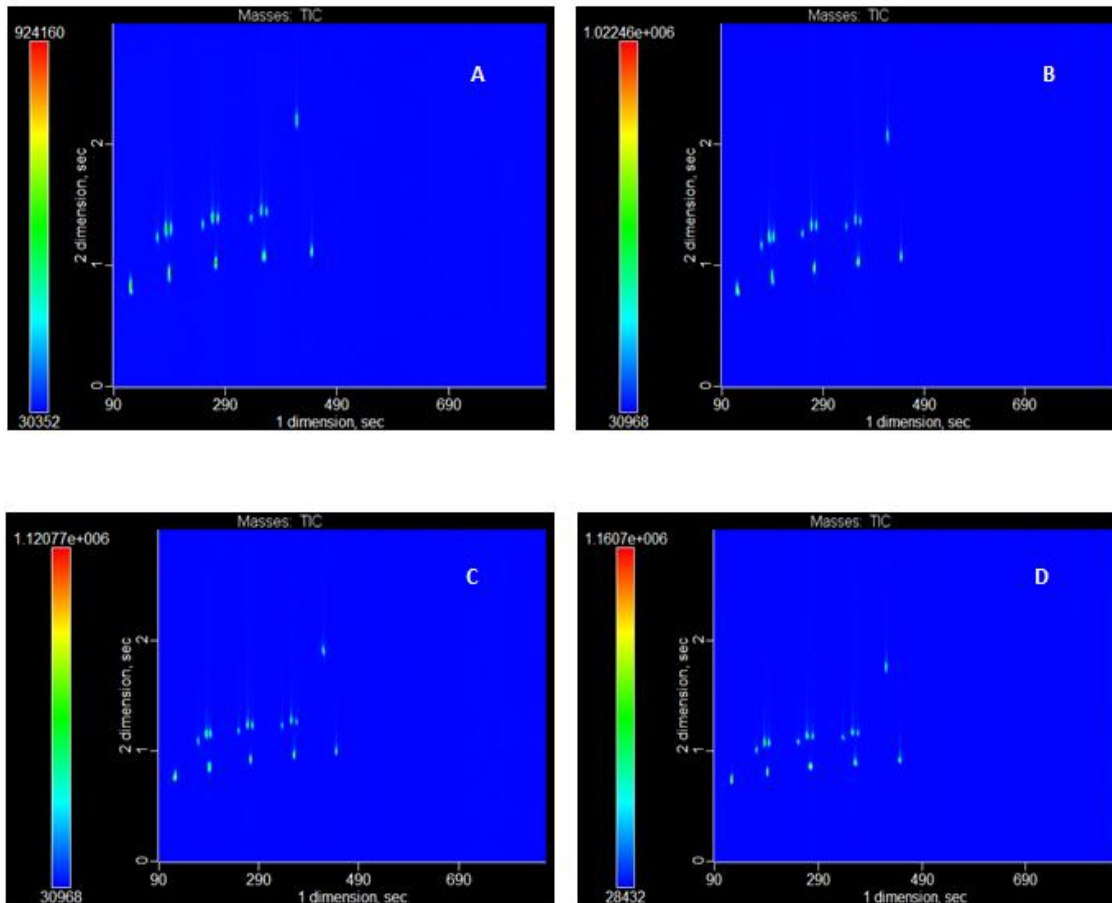 Masses: TIC
924160
A
2 dimension, sec
2
1
0
30352
90 290 490 690
1 dimension, sec
Masses: TIC
1.02246e+006
B
2 dimension, sec
2
1
0
30968
90 290 490 690
1 dimension, sec
Masses: TIC
1.12077e+006
C
2 dimension, sec
2
1
0
30968
90 290 490 690
1 dimension, sec
Masses: TIC
1.1607e+006
D
2 dimension, sec
2
1
0
28432
90 290 490 690
1 dimension, sec